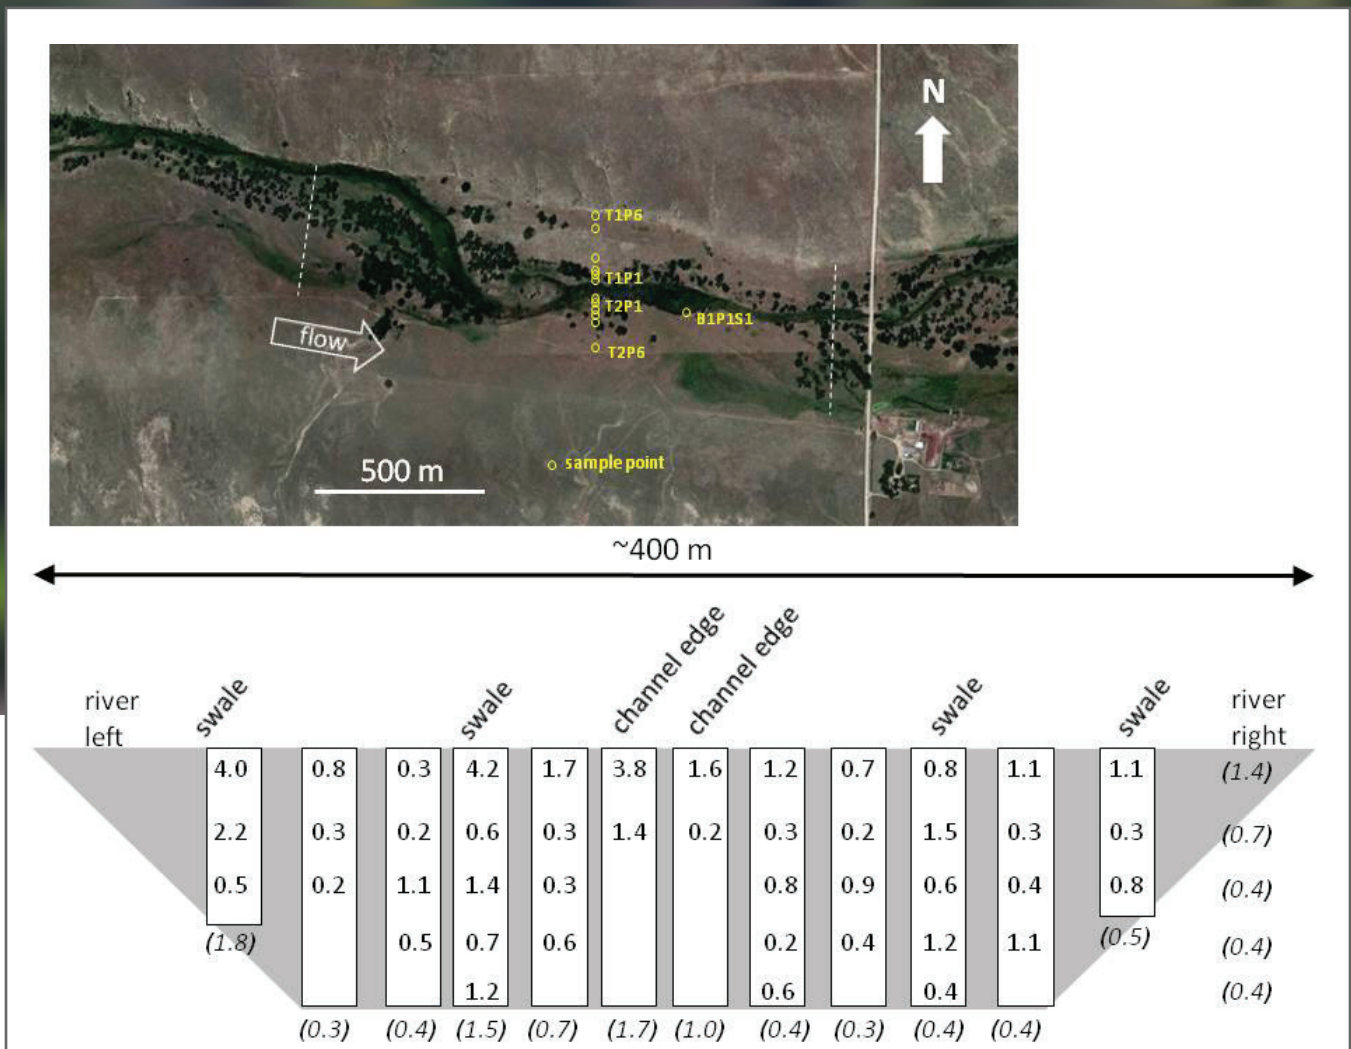 N
T1P6
T1P1
T2P1
B1P1S1
flow
T2P6
sample point
500 m
~400 m
river left
swale
swale
channel edge
channel edge
swale
swale
river right
4.0 0.8 0.3 4.2 1.7 3.8 1.6 1.2 0.7 0.8 1.1 1.1 (1.4)
2.2 0.3 0.2 0.6 0.3 1.4 0.2 0.3 0.2 1.5 0.3 0.3 (0.7)
0.5 0.2 1.1 1.4 0.3 0.8 0.9 0.6 0.4 0.8 (0.4)
(1.8) 0.5 0.7 0.6 0.2 0.4 1.2 1.1 (0.5) (0.4)
1.2 0.6 0.4 (0.4)
(0.3) (0.4) (1.5) (0.7) (1.7) (1.0) (0.4) (0.3) (0.4) (0.4)